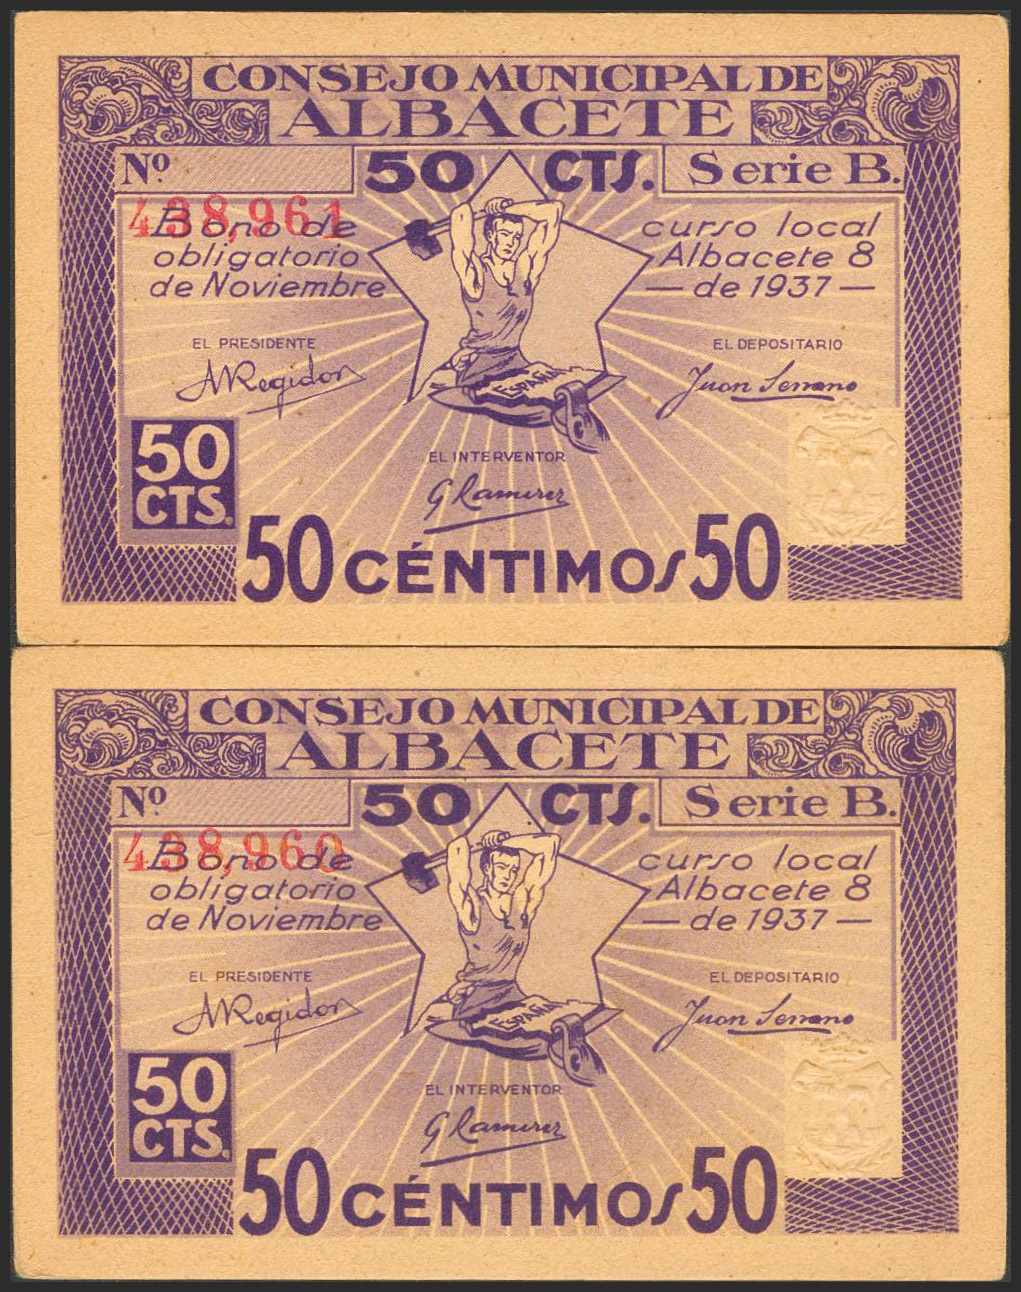 CONSEJO MUNICIPAL DE
ALBACETE
Nº. 50 CTS. Serie B.
438,961
Bono de curso local
obligatorio Albacete 8
de Noviembre — de 1937 —
EL PRESIDENTE EL DEPOSITARIO
A Regidor Juan Serrano
ESPAÑA
50
CTS.
EL INTERVENTOR
G Ramirez
50 CÉNTIMOS 50
CONSEJO MUNICIPAL DE
ALBACETE
Nº 50 CTS. Serie B.
438,960
Bono de curso local
obligatorio Albacete 8
de Noviembre — de 1937 —
EL PRESIDENTE EL DEPOSITARIO
A Regidor Juan Serrano
ESPAÑA
50
CTS.
EL INTERVENTOR
G Ramirez
50 CÉNTIMOS 50